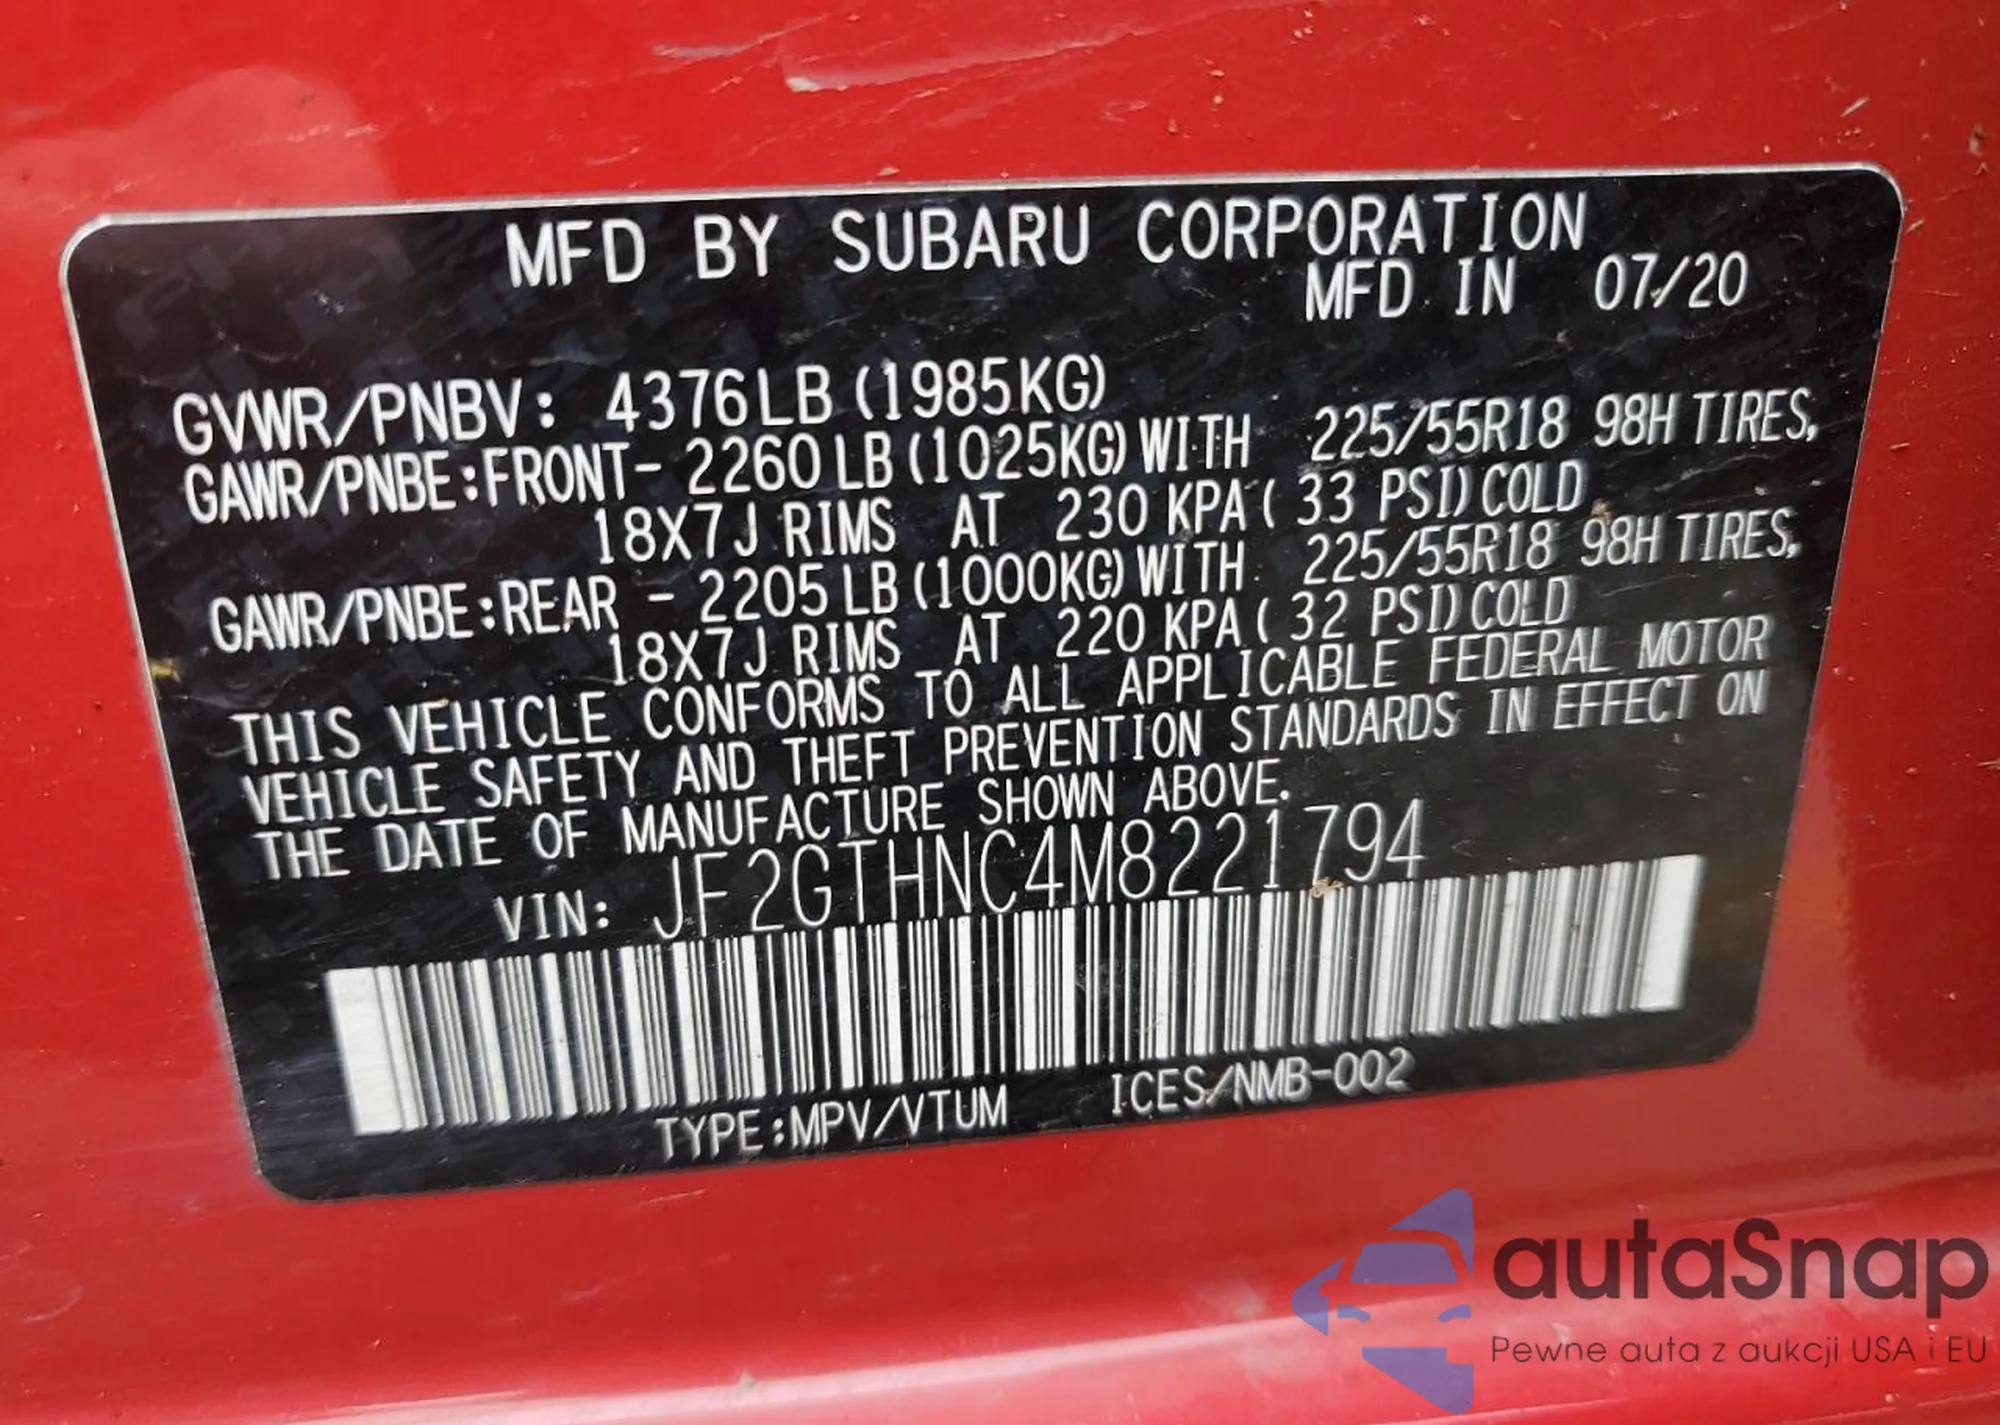 MFD BY SUBARU CORPORATION
MFD IN 07/20
GVWR/PNBV: 4376LB (1985KG)
GAWR/PNBE:FRONT- 2260 LB (1025KG) WITH 225/55R18 98H TIRES,
18X7J RIMS AT 230 KPA ( 33 PSI) COLD
GAWR/PNBE:REAR - 2205 LB (1000KG) WITH 225/55R18 98H TIRES,
18X7J RIMS AT 220 KPA ( 32 PSI) COLD
THIS VEHICLE CONFORMS TO ALL APPLICABLE FEDERAL MOTOR
VEHICLE SAFETY AND THEFT PREVENTION STANDARDS IN EFFECT ON
THE DATE OF MANUFACTURE SHOWN ABOVE.
VIN: JF2GTHNC4M8221794
TYPE:MPV/VTUM ICES/NMB-002
autaSnap
Pewne auta z aukcji USA i EU